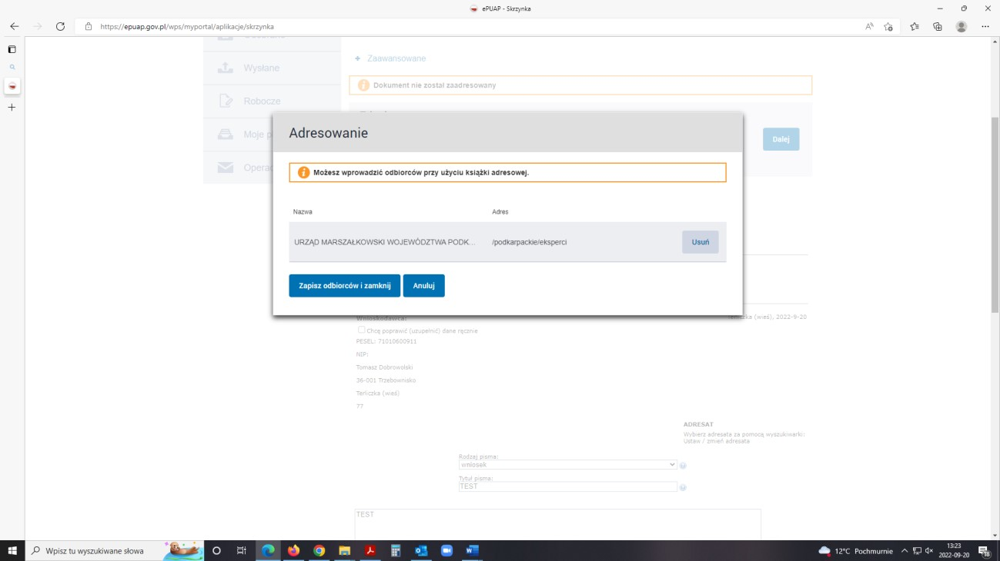 ePUAP - Skrzynka
https://epuap.gov.pl/wps/myportal/aplikacje/skrzynka
+ Zaawansowane
Wysłane
Dokument nie został zaadresowany
Robocze
Moje p
Adresowanie
Dalej
Operac
Możesz wprowadzić odbiorców przy użyciu książki adresowej.
Nazwa Adres
URZĄD MARSZAŁKOWSKI WOJEWÓDZTWA PODK... /podkarpackie/eksperci Usuń
Zapisz odbiorców i zamknij Anuluj
Wnioskodawca: (wieś), 2022-9-20
Chcę poprawić (uzupełnić) dane ręcznie
PESEL: 71010600911
NIP:
Tomasz Dobrowolski
36-001 Trzebownisko
Terliczka (wieś)
77
ADRESAT
Wybierz adresata za pomocą wyszukiwarki:
Ustaw / zmień adresata
Rodzaj pisma:
wniosek
Tytuł pisma:
TEST
TEST
Wpisz tu wyszukiwane słowa
12°C Pochmurnie
13:23
2022-09-20
18